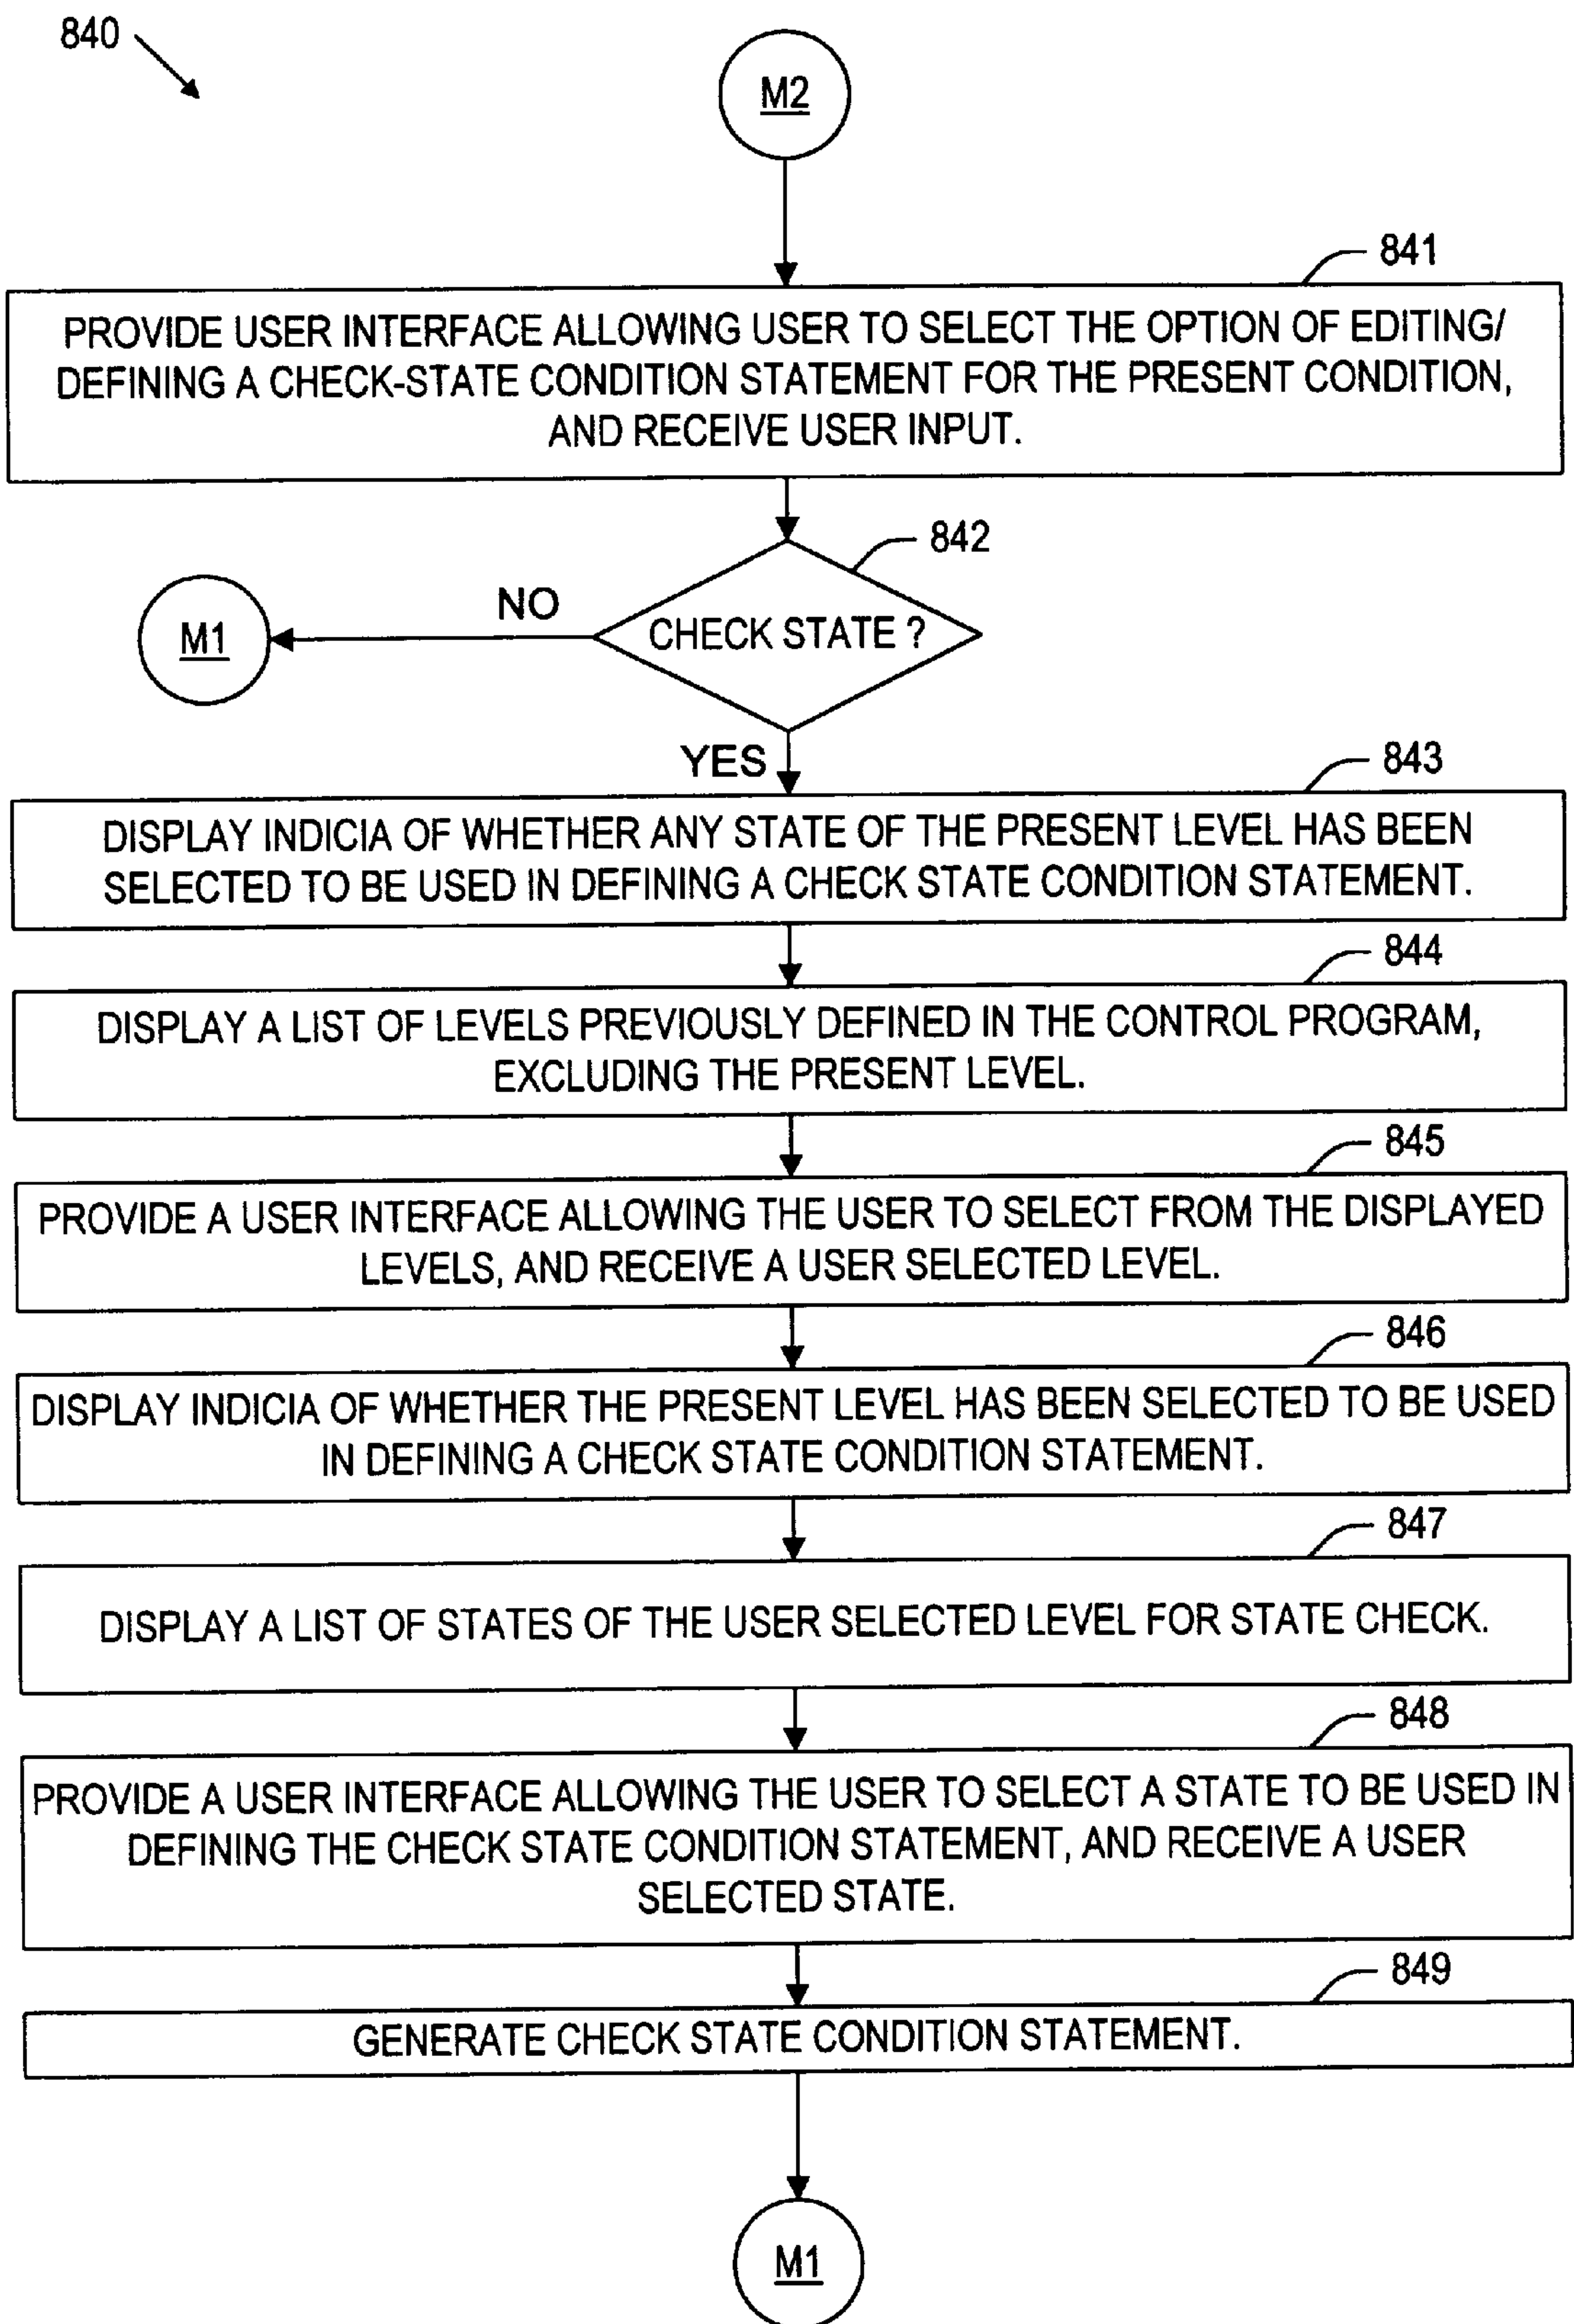 840
M2
841
PROVIDE USER INTERFACE ALLOWING USER TO SELECT THE OPTION OF EDITING/
DEFINING A CHECK-STATE CONDITION STATEMENT FOR THE PRESENT CONDITION,
AND RECEIVE USER INPUT.
842
NO
M1
CHECK STATE ?
YES
843
DISPLAY INDICIA OF WHETHER ANY STATE OF THE PRESENT LEVEL HAS BEEN
SELECTED TO BE USED IN DEFINING A CHECK STATE CONDITION STATEMENT.
844
DISPLAY A LIST OF LEVELS PREVIOUSLY DEFINED IN THE CONTROL PROGRAM,
EXCLUDING THE PRESENT LEVEL.
845
PROVIDE A USER INTERFACE ALLOWING THE USER TO SELECT FROM THE DISPLAYED
LEVELS, AND RECEIVE A USER SELECTED LEVEL.
846
DISPLAY INDICIA OF WHETHER THE PRESENT LEVEL HAS BEEN SELECTED TO BE USED
IN DEFINING A CHECK STATE CONDITION STATEMENT.
847
DISPLAY A LIST OF STATES OF THE USER SELECTED LEVEL FOR STATE CHECK.
848
PROVIDE A USER INTERFACE ALLOWING THE USER TO SELECT A STATE TO BE USED IN
DEFINING THE CHECK STATE CONDITION STATEMENT, AND RECEIVE A USER
SELECTED STATE.
849
GENERATE CHECK STATE CONDITION STATEMENT.
M1